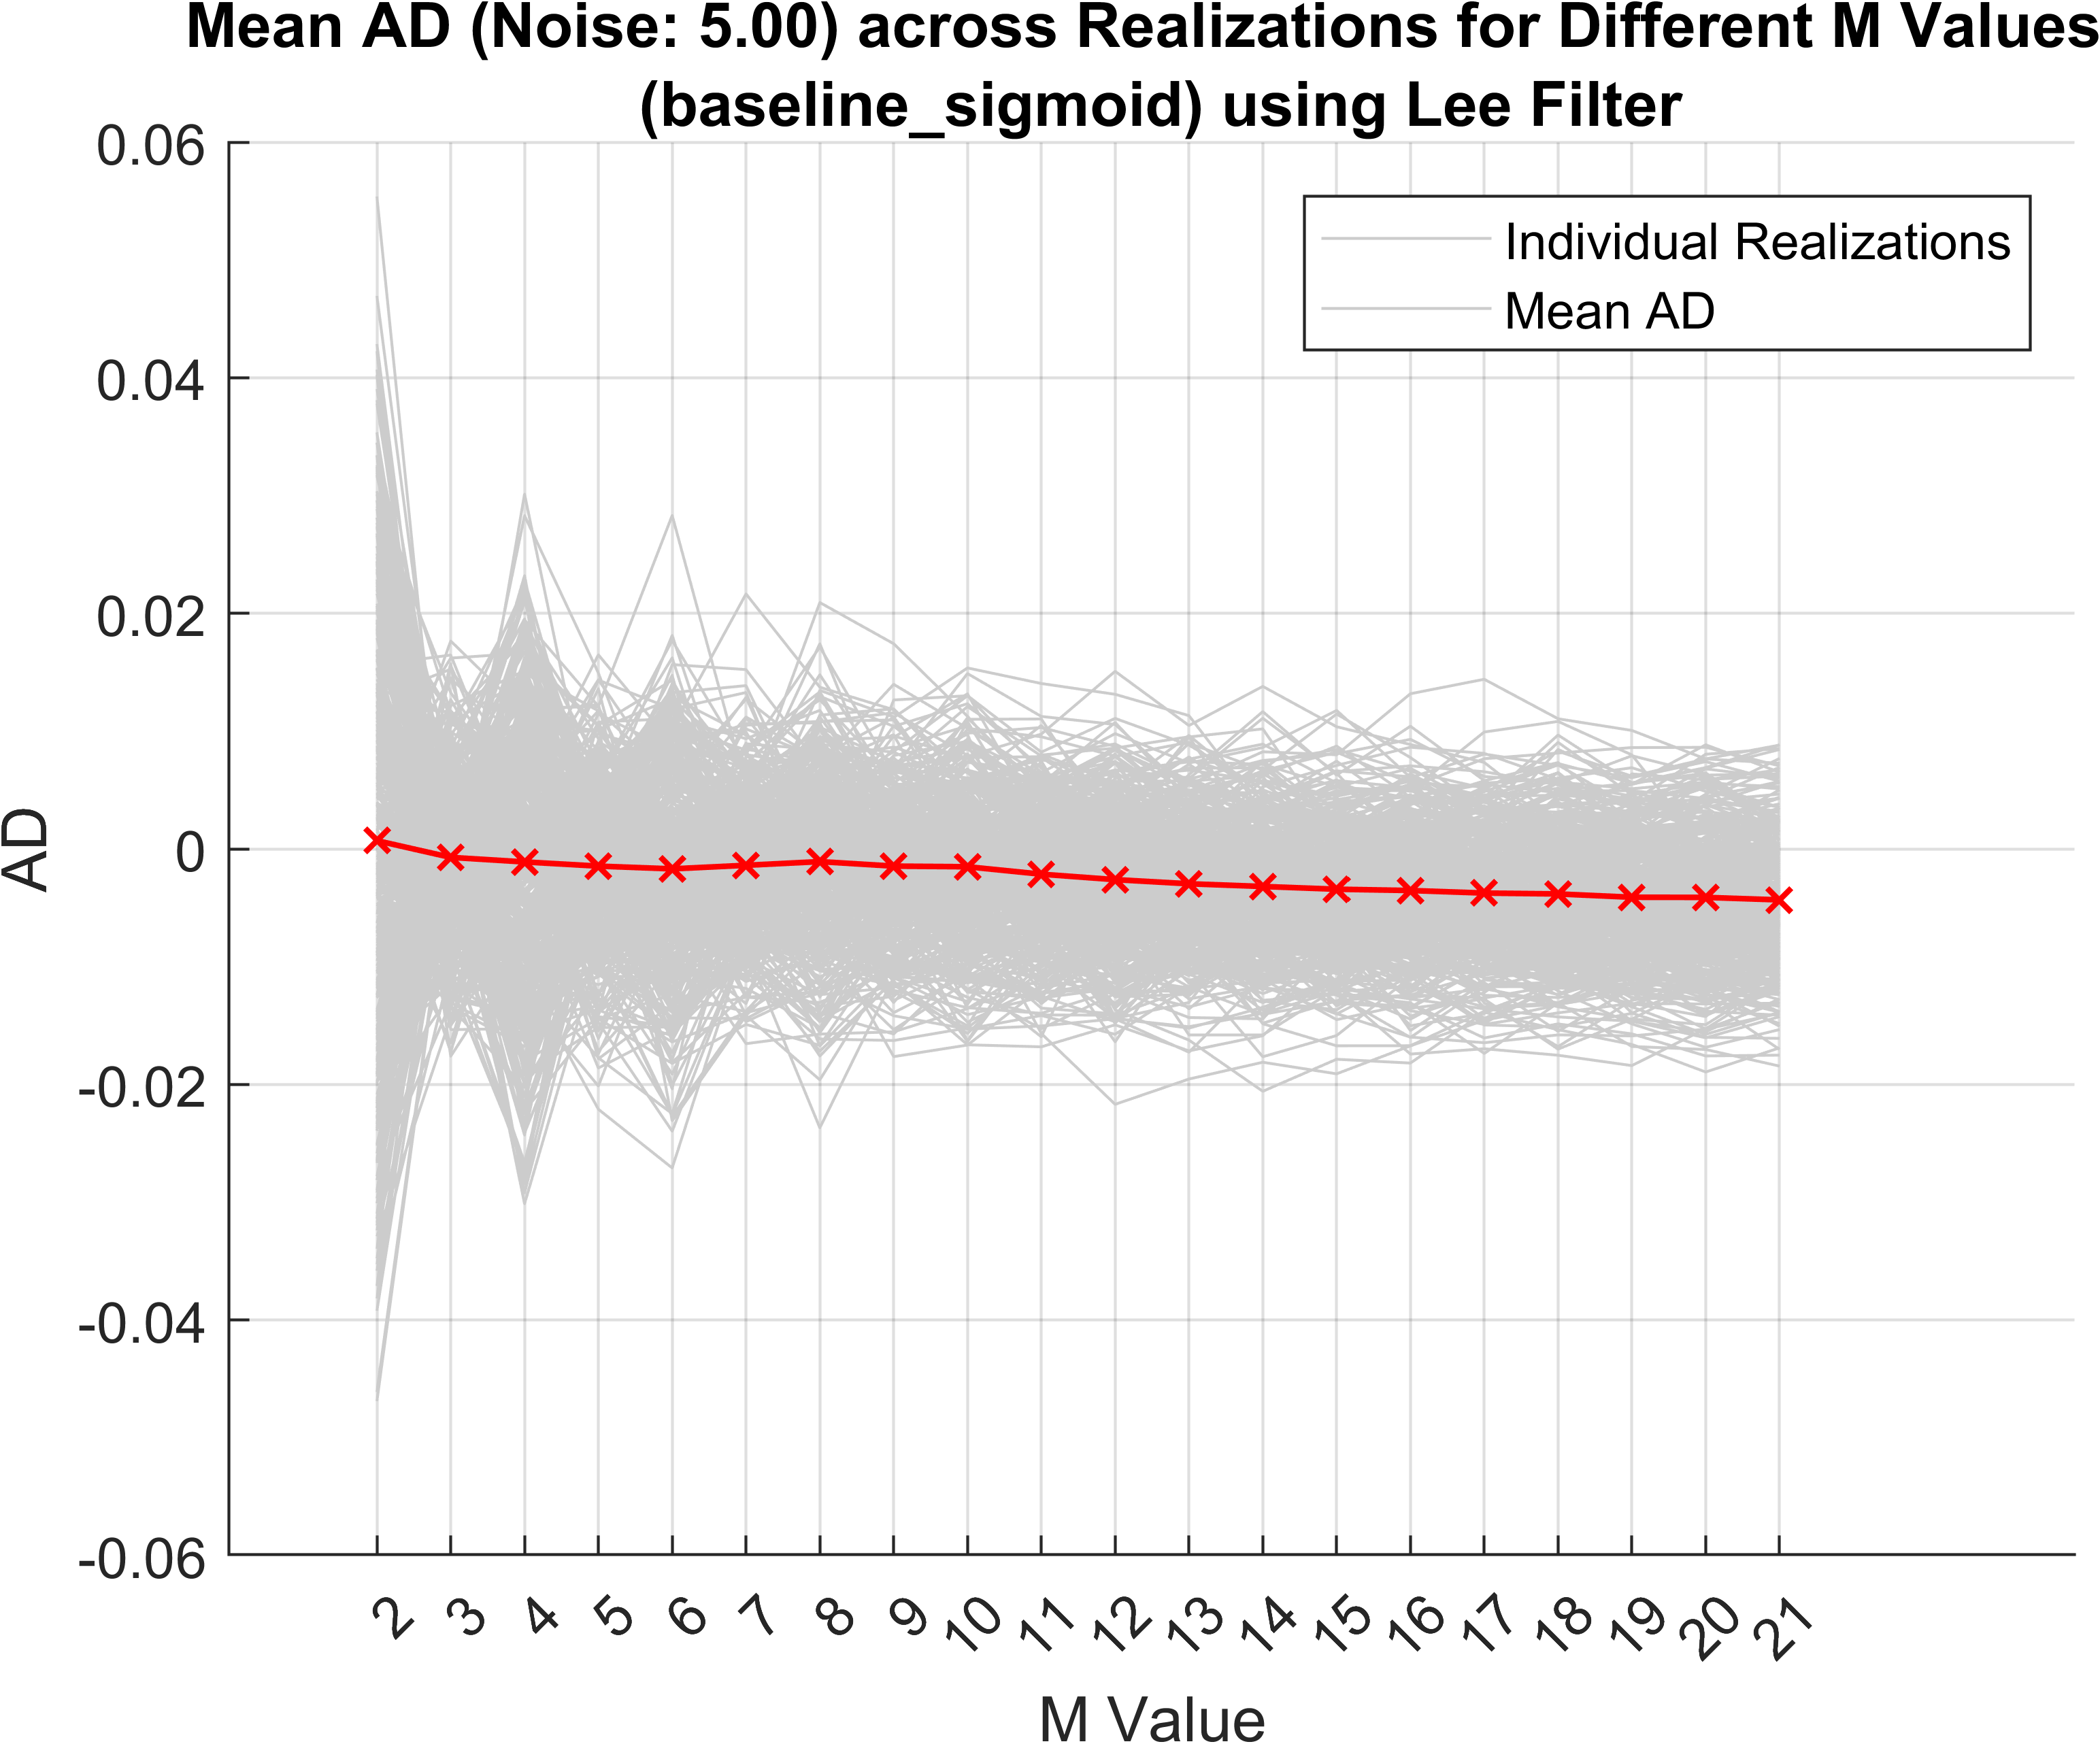 Mean AD (Noise: 5.00) across Realizations for Different M Values
(baseline_sigmoid) using Lee Filter
Individual Realizations
Mean AD
AD
0.06
0.04
0.02
0
-0.02
-0.04
-0.06
2 3 4 5 6 7 8 9 10 11 12 13 14 15 16 17 18 19 20 21
M Value